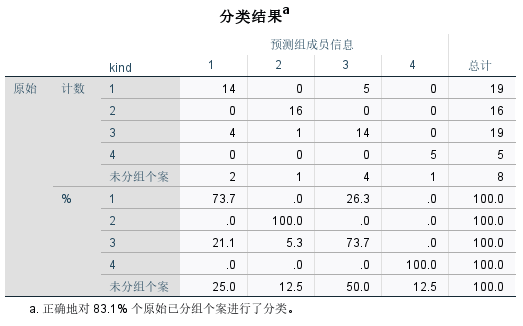 分类结果a
预测组成员信息
kind 1 2 3 4 总计
原始 计数 1 14 0 5 0 19
2 0 16 0 0 16
3 4 1 14 0 19
4 0 0 0 5 5
未分组个案 2 1 4 1 8
% 1 73.7 .0 26.3 .0 100.0
2 .0 100.0 .0 .0 100.0
3 21.1 5.3 73.7 .0 100.0
4 .0 .0 .0 100.0 100.0
未分组个案 25.0 12.5 50.0 12.5 100.0
a. 正确地对 83.1% 个原始已分组个案进行了分类。